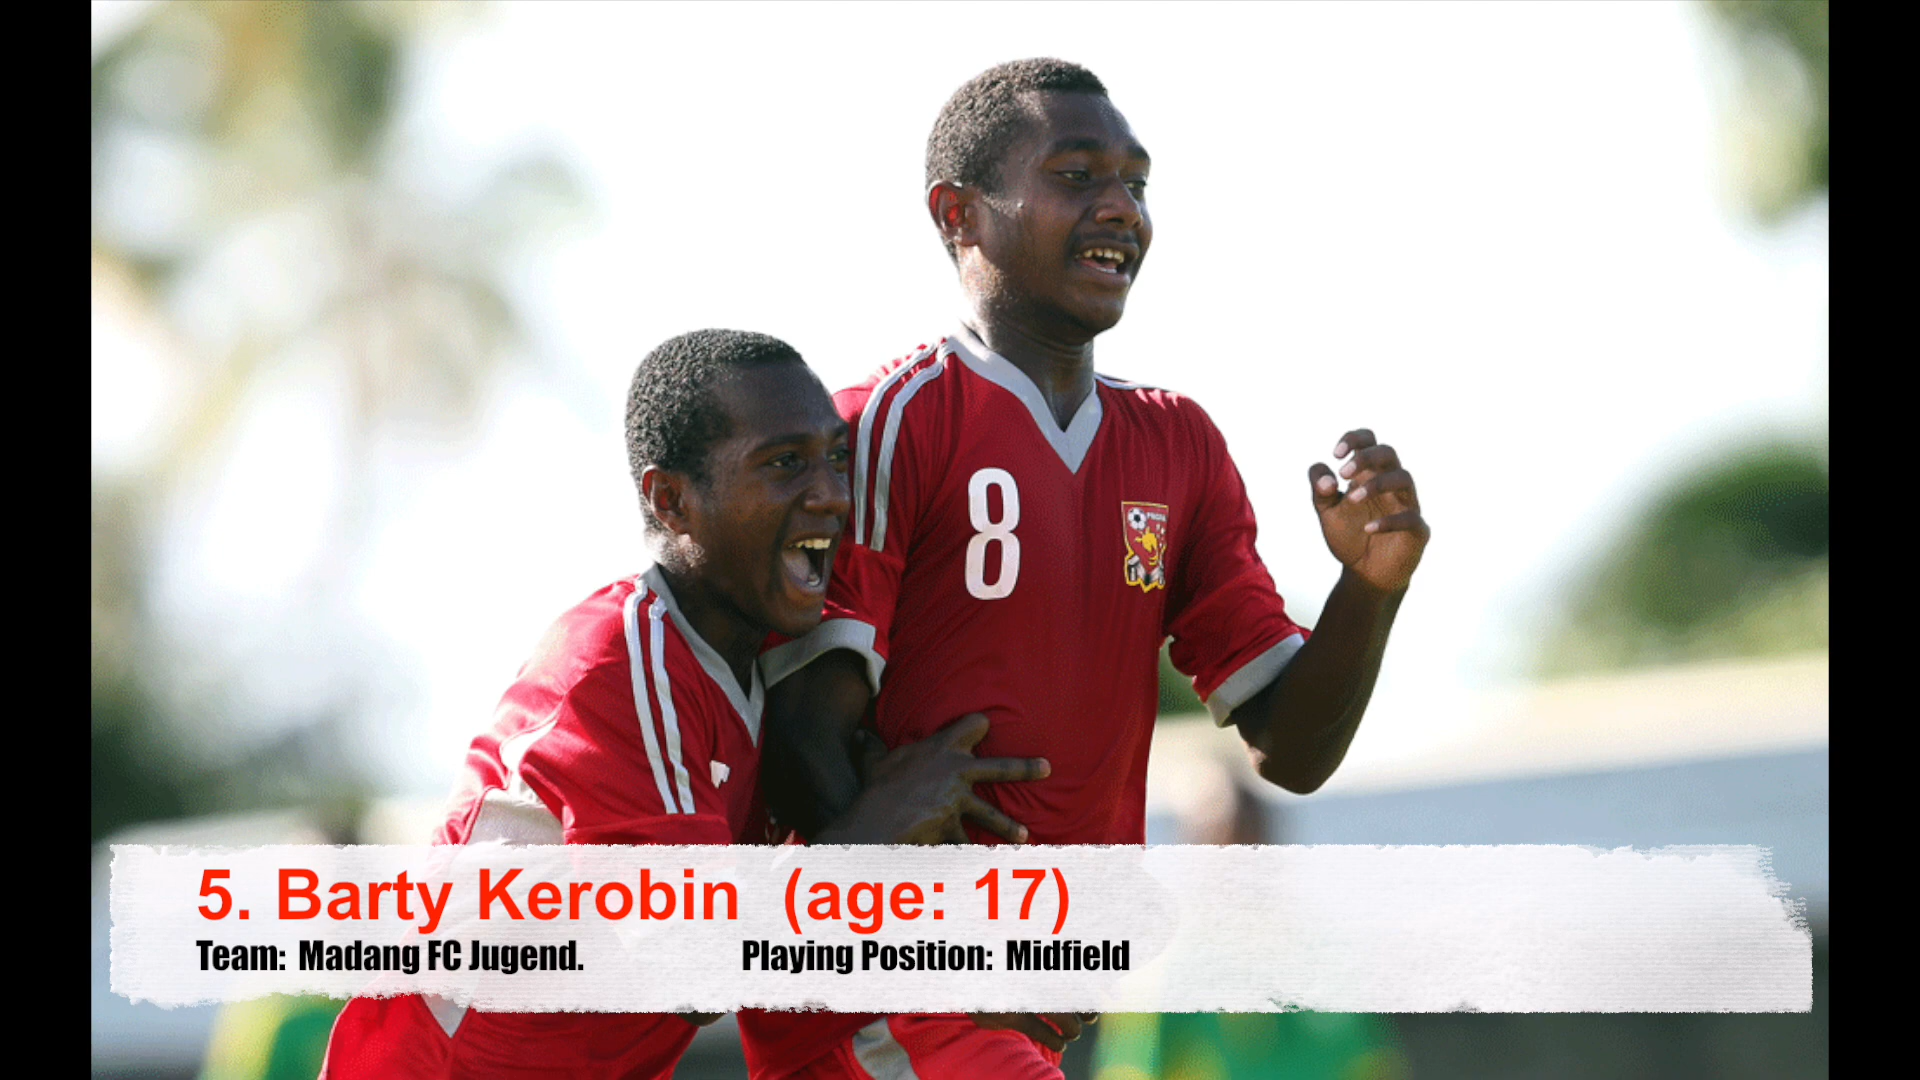 8
5. Barty Kerobin (age: 17)
Team: Madang FC Jugend. Playing Position: Midfield